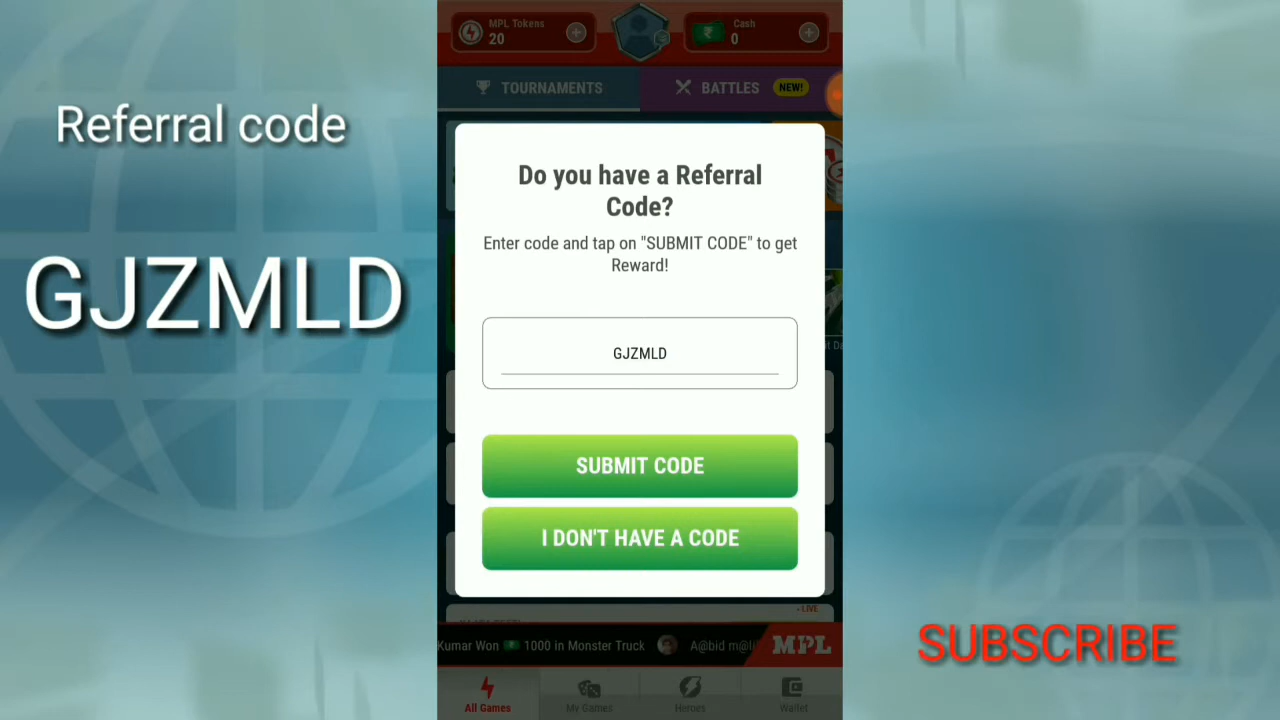 Referral code
GJZMLD
MPL Tokens
20
Cash
0
TOURNAMENTS
BATTLES NEW!
Do you have a Referral
Code?
Enter code and tap on "SUBMIT CODE" to get
Reward!
GJZMLD
SUBMIT CODE
I DON'T HAVE A CODE
LIVE
Kumar Won 1000 in Monster Truck
MPL
All Games
My Games
Heroes
Wallet
SUBSCRIBE